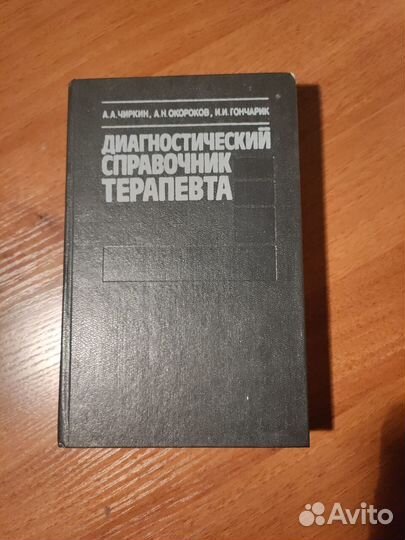 А.А.ЧИРКИН, А.Н.ОКОРОКОВ, И.И.ГОНЧАРИК
ДИАГНОСТИЧЕСКИЙ
СПРАВОЧНИК
ТЕРАПЕВТА
Avito